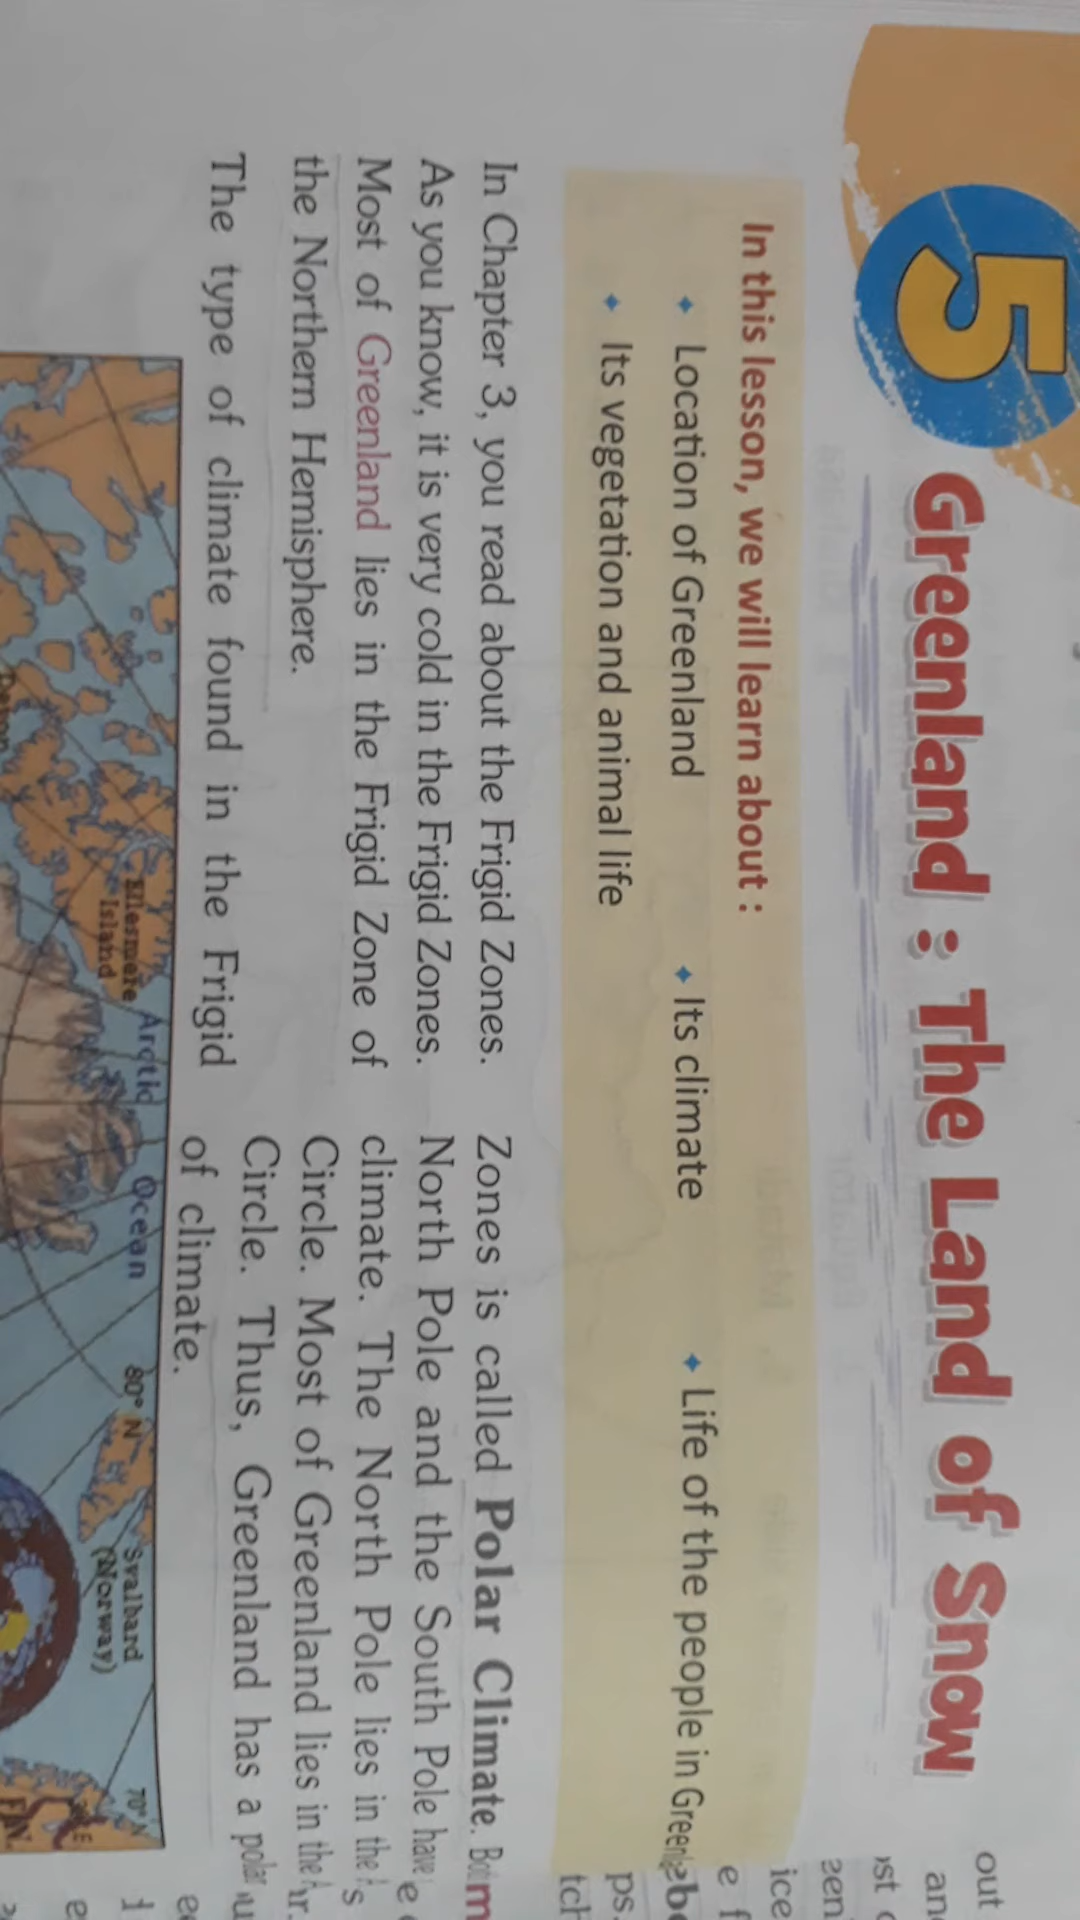 5
Greenland : The Land of Snow
In this lesson, we will learn about :
Location of Greenland
Its climate
Life of the people in
Its vegetation and animal life
In Chapter 3, you read about the Frigid Zones.
As you know, it is very cold in the Frigid Zones.
Most of Greenland lies in the Frigid Zone of
the Northern Hemisphere.
The type of climate found in the Frigid
Zones is called Polar Climate.
North Pole and the South Pole have
climate. The North Pole lies in the
Circle. Most of Greenland lies in the
Circle. Thus, Greenland has a polar
of climate.
Ellesmere
Island
Arctic Ocean
80° N
Svalbard
(Norway)
70° N
out
ice